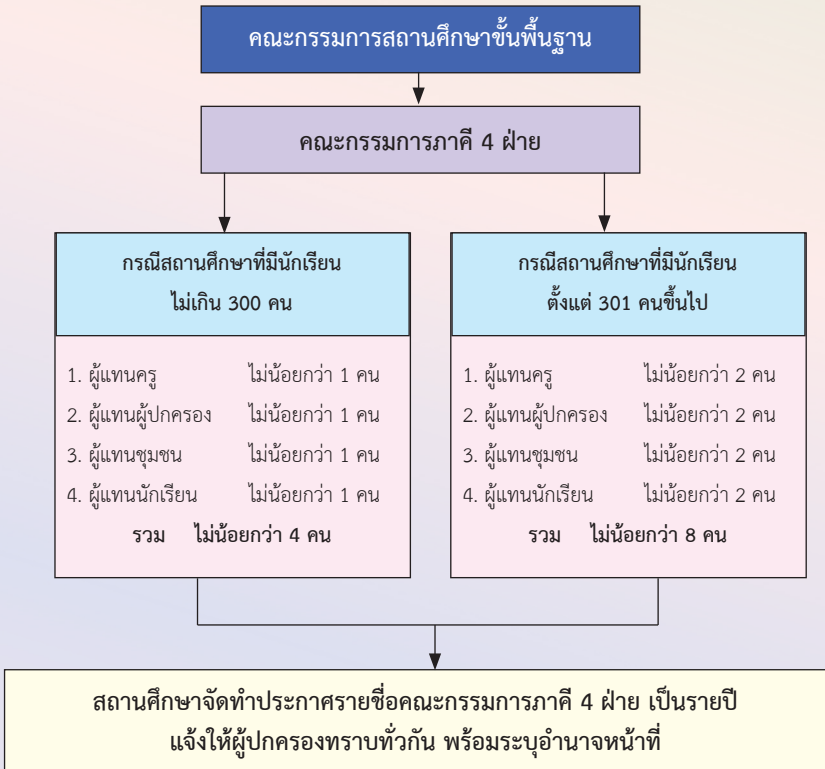 คณะกรรมการสถานศึกษาขั้นพื้นฐาน
คณะกรรมการภาคี 4 ฝ่าย
กรณีสถานศึกษาที่มีนักเรียน
ไม่เกิน 300 คน
1. ผู้แทนครู ไม่น้อยกว่า 1 คน
2. ผู้แทนผู้ปกครอง ไม่น้อยกว่า 1 คน
3. ผู้แทนชุมชน ไม่น้อยกว่า 1 คน
4. ผู้แทนนักเรียน ไม่น้อยกว่า 1 คน
รวม ไม่น้อยกว่า 4 คน
กรณีสถานศึกษาที่มีนักเรียน
ตั้งแต่ 301 คนขึ้นไป
1. ผู้แทนครู ไม่น้อยกว่า 2 คน
2. ผู้แทนผู้ปกครอง ไม่น้อยกว่า 2 คน
3. ผู้แทนชุมชน ไม่น้อยกว่า 2 คน
4. ผู้แทนนักเรียน ไม่น้อยกว่า 2 คน
รวม ไม่น้อยกว่า 8 คน
สถานศึกษาจัดทำประกาศรายชื่อคณะกรรมการภาคี 4 ฝ่าย เป็นรายปี
แจ้งให้ผู้ปกครองทราบทั่วกัน พร้อมระบุอำนาจหน้าที่